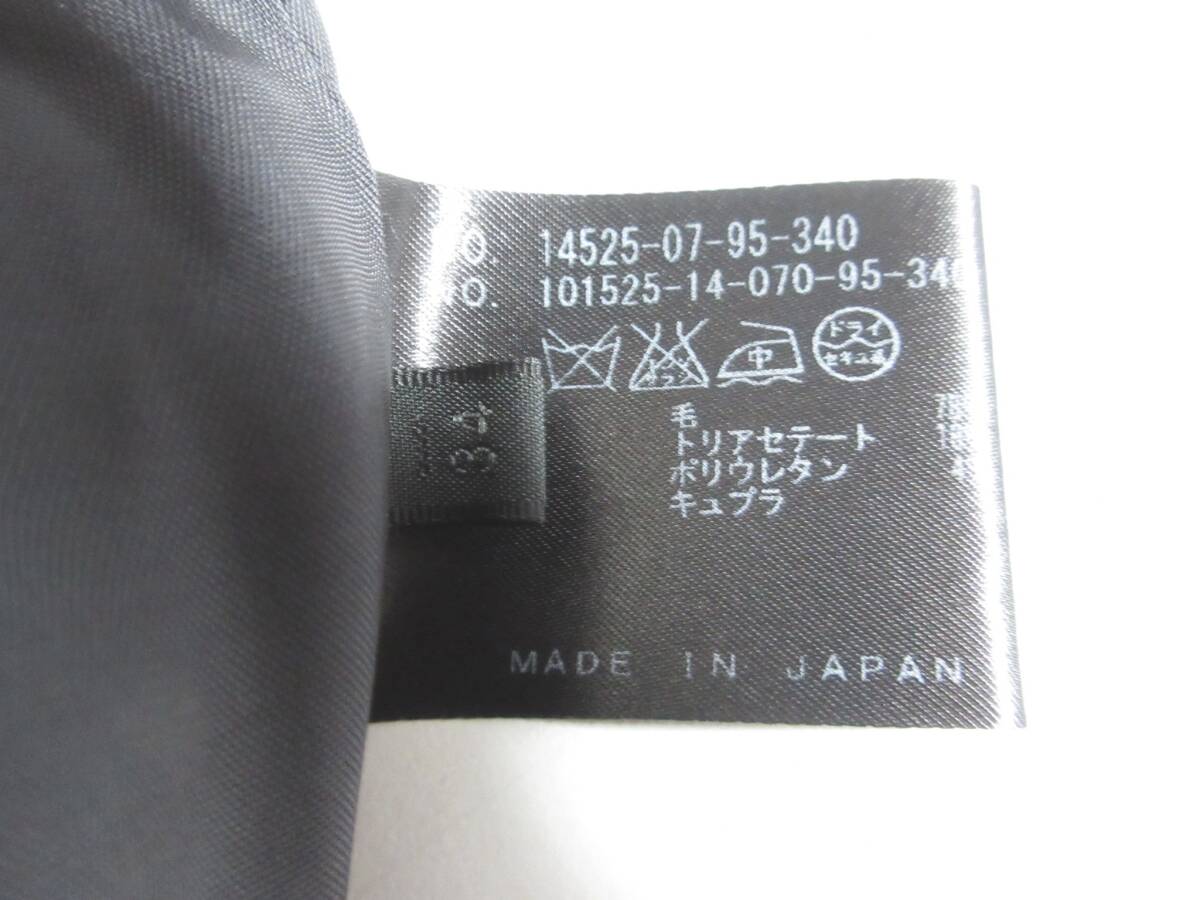 O. 14525-07-95-340
O. 101525-14-070-95-34
中 ドライ
セキユ系
毛
トリアセテート
ポリウレタン
キュプラ
34
MADE IN JAPAN